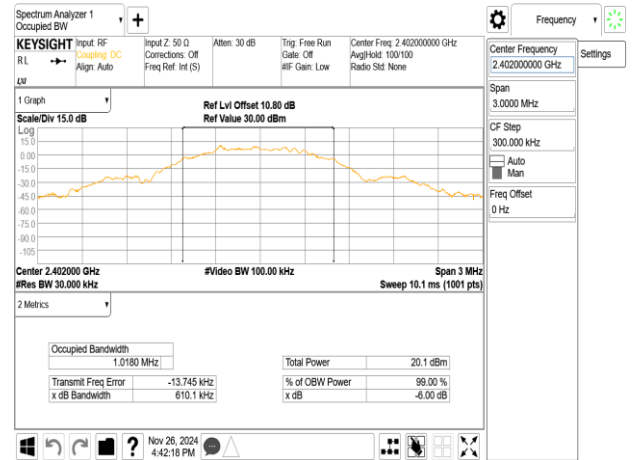 Spectrum Analyzer 1
Occupied BW
Frequency
KEYSIGHT
RL
LXI
Input: RF
Coupling: DC
Align: Auto
Input Z: 50 Ω
Corrections: Off
Freq Ref: Int (S)
Atten: 30 dB
Trig: Free Run
Gate: Off
#IF Gain: Low
Center Freq: 2.402000000 GHz
Avg|Hold: 100/100
Radio Std: None
Center Frequency
2.402000000 GHz
Settings
Span
3.0000 MHz
CF Step
300.000 kHz
Auto
Man
Freq Offset
0 Hz
1 Graph
Scale/Div 15.0 dB
Ref Lvl Offset 10.80 dB
Ref Value 30.00 dBm
Log
15.0
0.00
-15.0
-30.0
-45.0
-60.0
-75.0
-90.0
-105
Center 2.402000 GHz
#Res BW 30.000 kHz
#Video BW 100.00 kHz
Span 3 MHz
Sweep 10.1 ms (1001 pts)
2 Metrics
Occupied Bandwidth
1.0180 MHz
Total Power 20.1 dBm
Transmit Freq Error -13.745 kHz
% of OBW Power 99.00 %
x dB Bandwidth 610.1 kHz
x dB -6.00 dB
?
Nov 26, 2024
4:42:18 PM